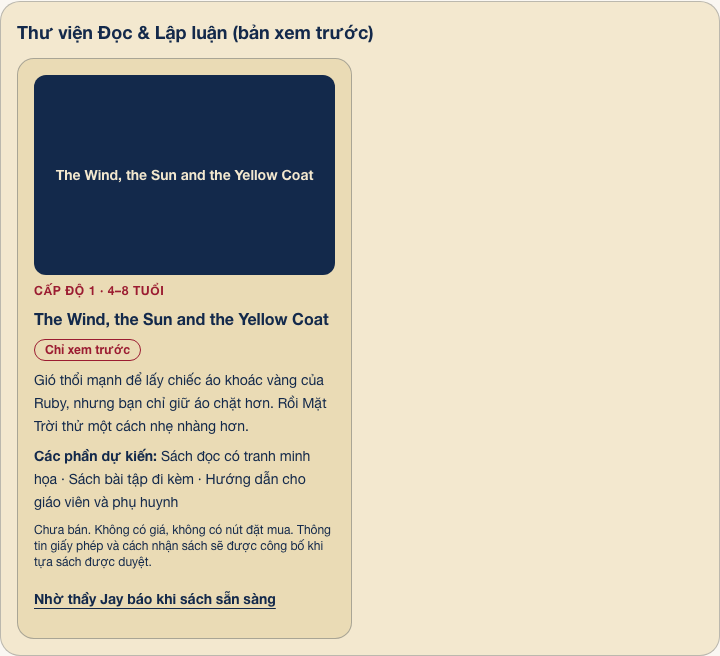 Thư viện Đọc & Lập luận (bản xem trước)
The Wind, the Sun and the Yellow Coat
CẤP ĐỘ 1 · 4–8 TUỔI
The Wind, the Sun and the Yellow Coat
Chỉ xem trước
Gió thổi mạnh để lấy chiếc áo khoác vàng của
Ruby, nhưng bạn chỉ giữ áo chặt hơn. Rồi Mặt
Trời thử một cách nhẹ nhàng hơn.
Các phần dự kiến: Sách đọc có tranh minh
họa · Sách bài tập đi kèm · Hướng dẫn cho
giáo viên và phụ huynh
Chưa bán. Không có giá, không có nút đặt mua. Thông
tin giấy phép và cách nhận sách sẽ được công bố khi
tựa sách được duyệt.
Nhờ thầy Jay báo khi sách sẵn sàng